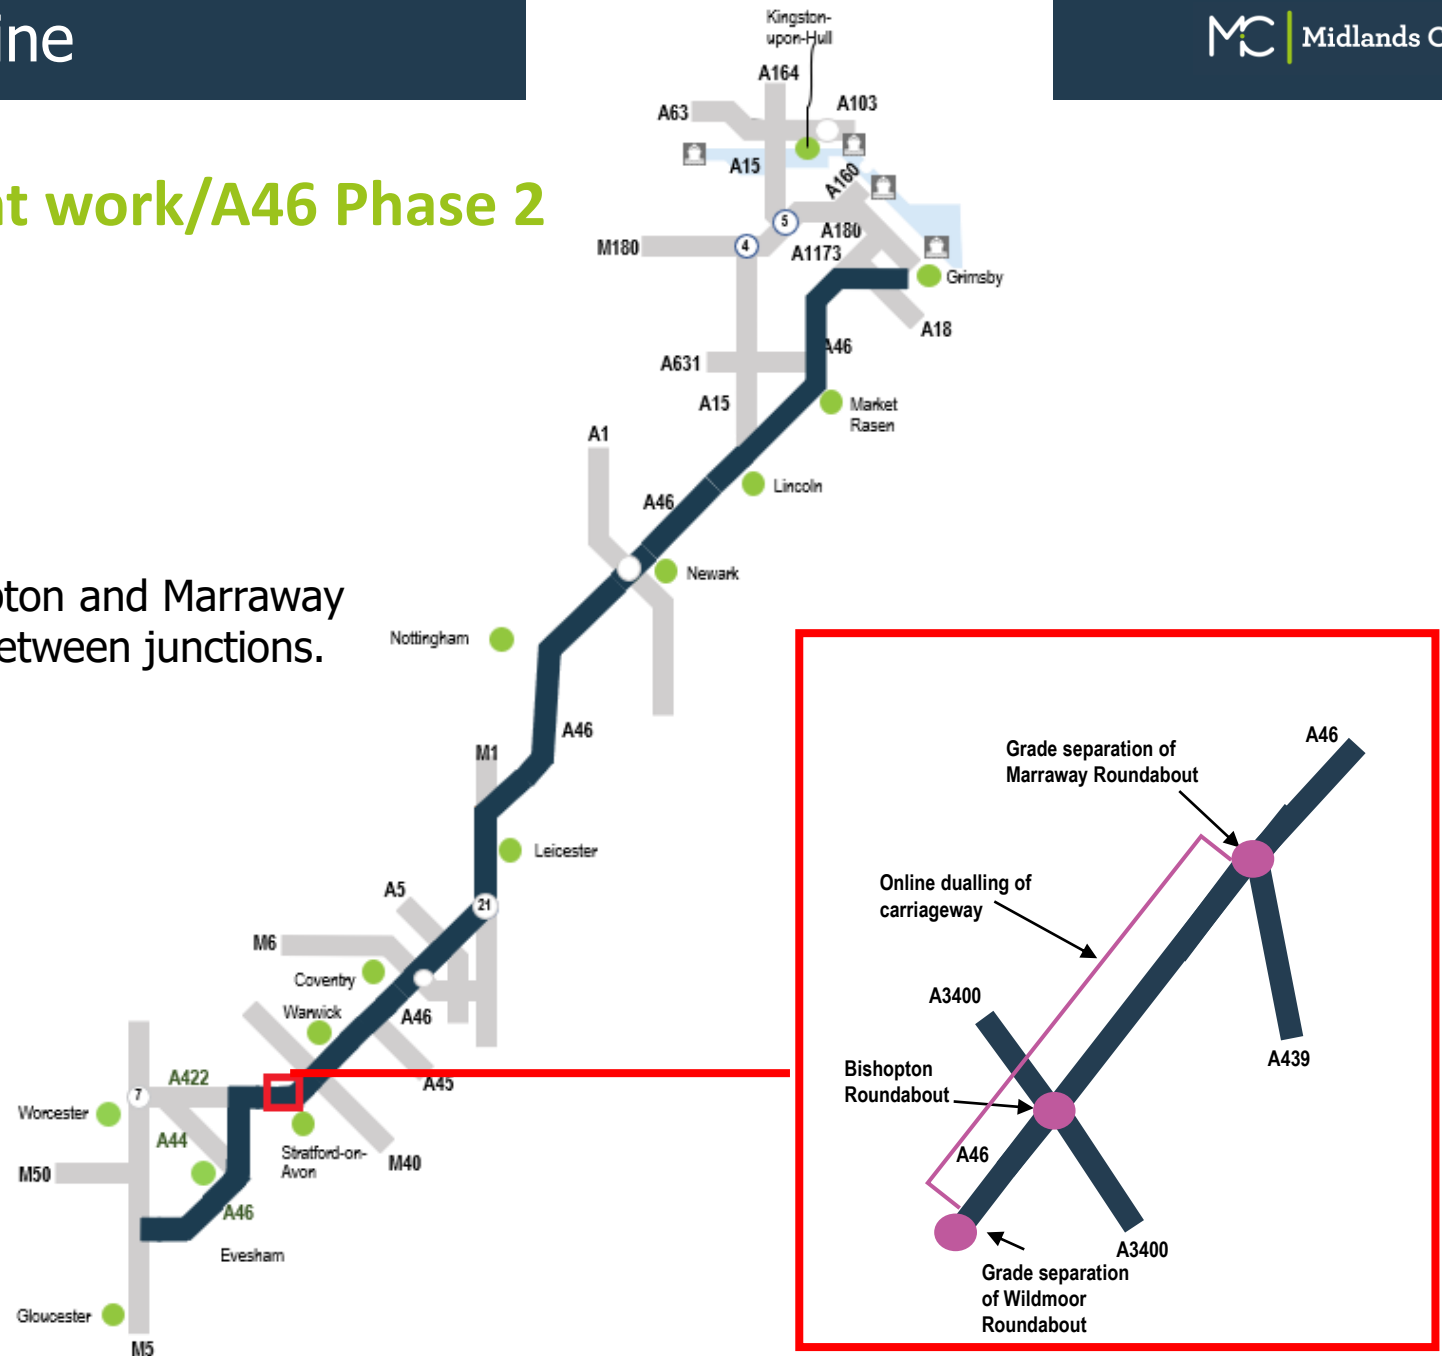 ine
MiC | Midlands C
t work/A46 Phase 2
Kingston-
upon-Hull
A164
A63
A103
A15
A160
5
A180
M180
4
A1173
Grimsby
A18
A46
A631
A15
Market
Rasen
A1
Lincoln
A46
Newark
pton and Marraway
etween junctions.
Nottingham
A46
M1
Leicester
A5
21
M6
Coventry
Warwick
A46
A45
A422
7
Worcester
A44
Stratford-on-
Avon
M40
M50
A46
Evesham
Gloucester
M5
A46
Grade separation of
Marraway Roundabout
Online dualling of
carriageway
A3400
A439
Bishopton
Roundabout
A46
A3400
Grade separation
of Wildmoor
Roundabout